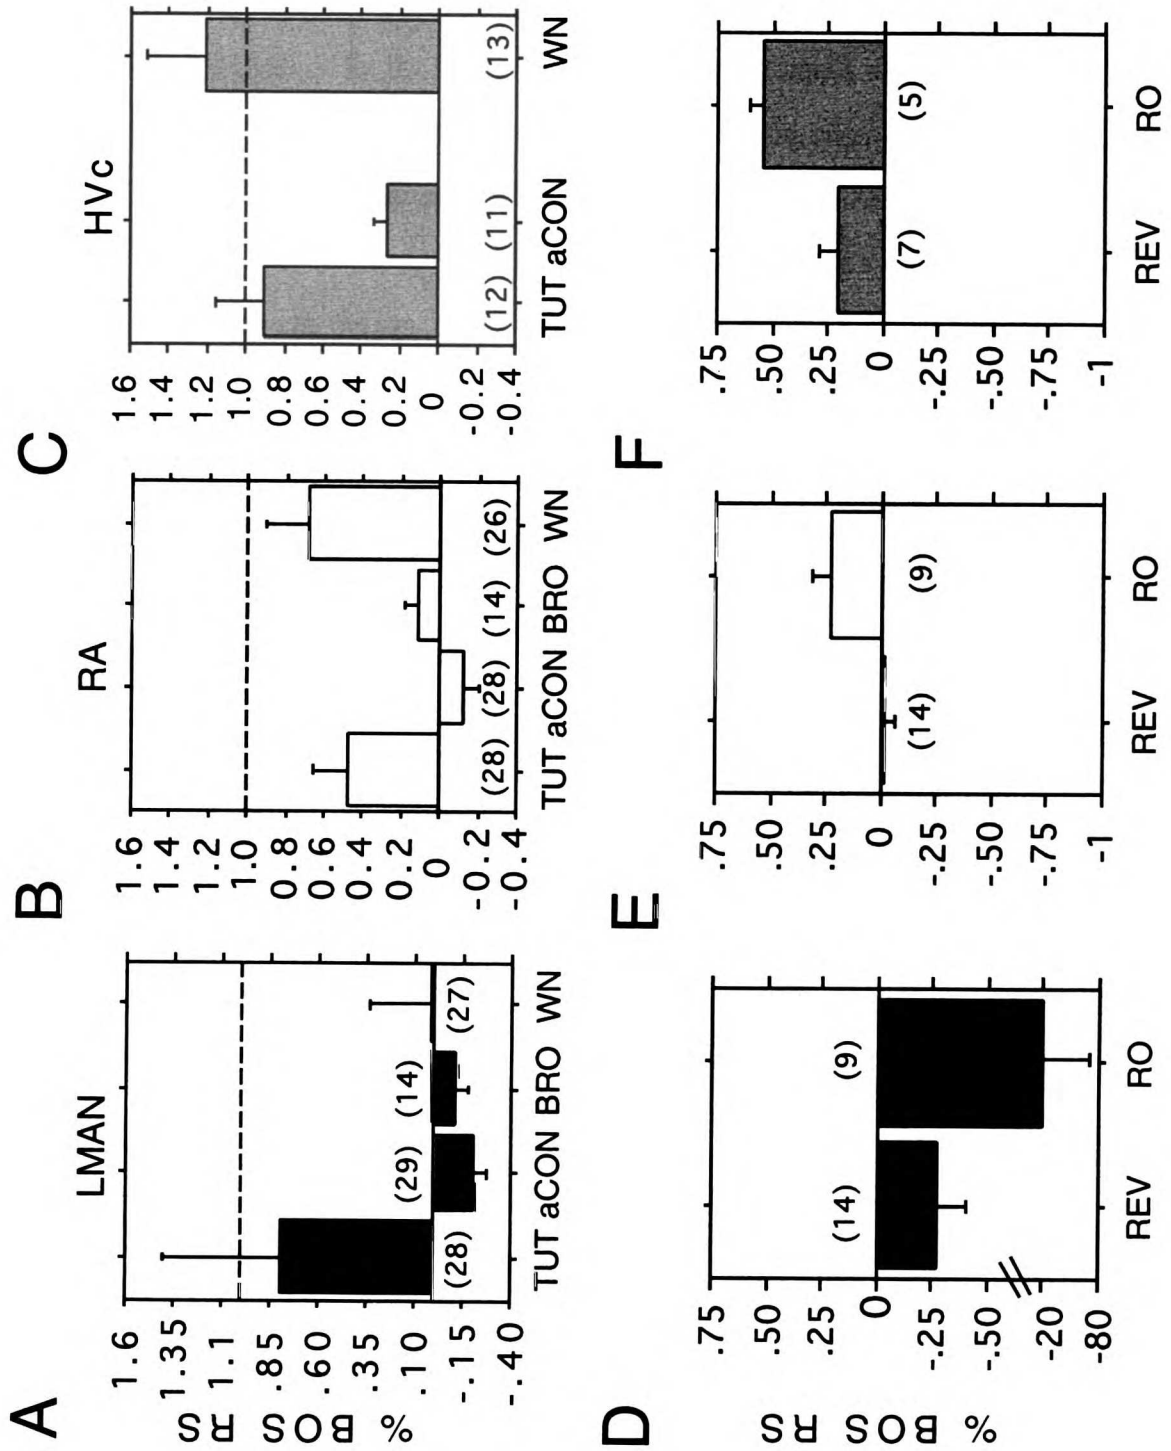 A
LMAN
% BOS RS
1.6
1.35
1.1
.85
.60
.35
.10
-.15
-.40
(28) (29) (14) (27)
TUT aCON BRO WN
B
RA
1.6
1.4
1.2
1.0
0.8
0.6
0.4
0.2
0
-0.2
-0.4
(28) (28) (14) (26)
TUT aCON BRO WN
C
HVc
1.6
1.4
1.2
1.0
0.8
0.6
0.4
0.2
0
-0.2
-0.4
(12) (11) (13)
TUT aCON WN
D
% BOS RS
.75
.50
.25
0
-.25
-.50
-20
-80
(14) (9)
REV RO
E
.75
.50
.25
0
-.25
-.50
-.75
-1
(14) (9)
REV RO
F
.75
.50
.25
0
-.25
-.50
-.75
-1
(7) (5)
REV RO